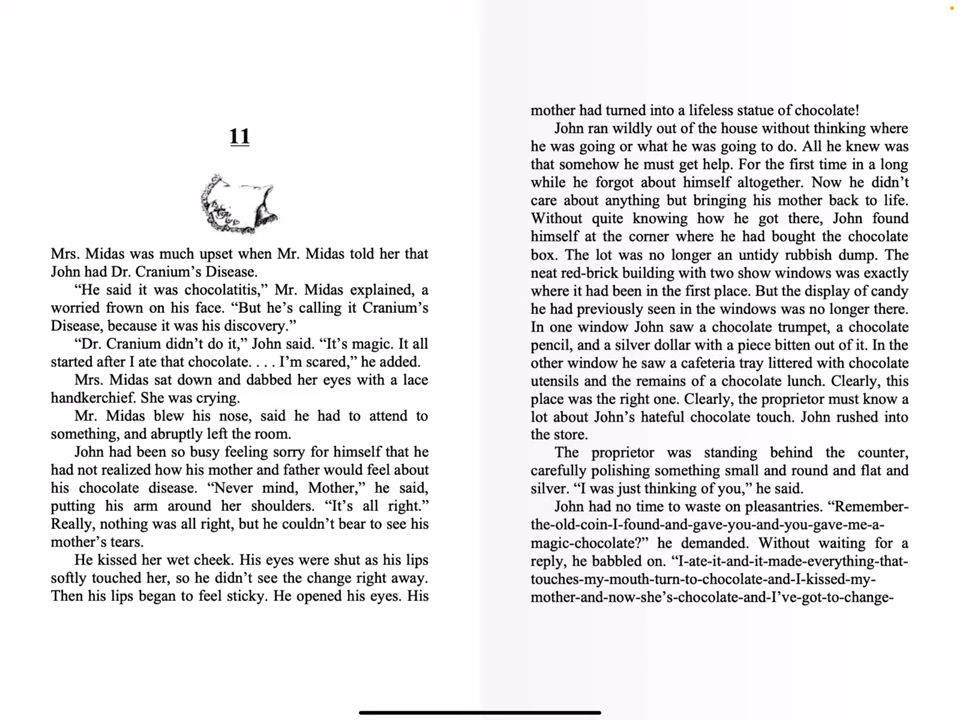 11
Mrs. Midas was much upset when Mr. Midas told her that
John had Dr. Cranium’s Disease.
“He said it was chocolatitis,” Mr. Midas explained, a
worried frown on his face. “But he’s calling it Cranium’s
Disease, because it was his discovery.”
“Dr. Cranium didn’t do it,” John said. “It’s magic. It all
started after I ate that chocolate. . . . I’m scared,” he added.
Mrs. Midas sat down and dabbed her eyes with a lace
handkerchief. She was crying.
Mr. Midas blew his nose, said he had to attend to
something, and abruptly left the room.
John had been so busy feeling sorry for himself that he
had not realized how his mother and father would feel about
his chocolate disease. “Never mind, Mother,” he said,
putting his arm around her shoulders. “It’s all right.”
Really, nothing was all right, but he couldn’t bear to see his
mother’s tears.
He kissed her wet cheek. His eyes were shut as his lips
softly touched her, so he didn’t see the change right away.
Then his lips began to feel sticky. He opened his eyes. His
mother had turned into a lifeless statue of chocolate!
John ran wildly out of the house without thinking where
he was going or what he was going to do. All he knew was
that somehow he must get help. For the first time in a long
while he forgot about himself altogether. Now he didn’t
care about anything but bringing his mother back to life.
Without quite knowing how he got there, John found
himself at the corner where he had bought the chocolate
box. The lot was no longer an untidy rubbish dump. The
neat red-brick building with two show windows was exactly
where it had been in the first place. But the display of candy
he had previously seen in the windows was no longer there.
In one window John saw a chocolate trumpet, a chocolate
pencil, and a silver dollar with a piece bitten out of it. In the
other window he saw a cafeteria tray littered with chocolate
utensils and the remains of a chocolate lunch. Clearly, this
place was the right one. Clearly, the proprietor must know a
lot about John’s hateful chocolate touch. John rushed into
the store.
The proprietor was standing behind the counter,
carefully polishing something small and round and flat and
silver. “I was just thinking of you,” he said.
John had no time to waste on pleasantries. “Remember-
the-old-coin-I-found-and-gave-you-and-you-gave-me-a-
magic-chocolate?” he demanded. Without waiting for a
reply, he babbled on. “I-ate-it-and-it-made-everything-that-
touches-my-mouth-turn-to-chocolate-and-I-kissed-my-
mother-and-now-she’s-chocolate-and-I’ve-got-to-change-